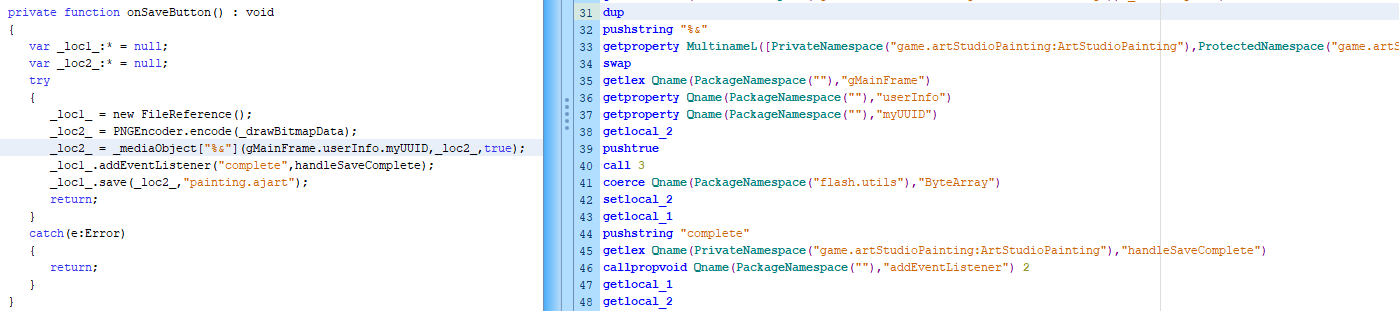 private function onSaveButton() : void
{
var _loc1_:* = null;
var _loc2_:* = null;
try
{
_loc1_ = new FileReference();
_loc2_ = PNGEncoder.encode(_drawBitmapData);
_loc2_ = _mediaObject["%&"](gMainFrame.userInfo.myUUID,_loc2_,true);
_loc1_.addEventListener("complete",handleSaveComplete);
_loc1_.save(_loc2_,"painting.ajart");
return;
}
catch(e:Error)
{
return;
}
}
31 dup
32 pushstring "%&"
33 getproperty MultinameL([PrivateNamespace("game.artStudioPainting:ArtStudioPainting"),ProtectedNamespace("game.artS
34 swap
35 getlex Qname(PackageNamespace(""),"gMainFrame")
36 getproperty Qname(PackageNamespace(""),"userInfo")
37 getproperty Qname(PackageNamespace(""),"myUUID")
38 getlocal_2
39 pushtrue
40 call 3
41 coerce Qname(PackageNamespace("flash.utils"),"ByteArray")
42 setlocal_2
43 getlocal_1
44 pushstring "complete"
45 getlex Qname(PrivateNamespace("game.artStudioPainting:ArtStudioPainting"),"handleSaveComplete")
46 callpropvoid Qname(PackageNamespace(""),"addEventListener") 2
47 getlocal_1
48 getlocal_2